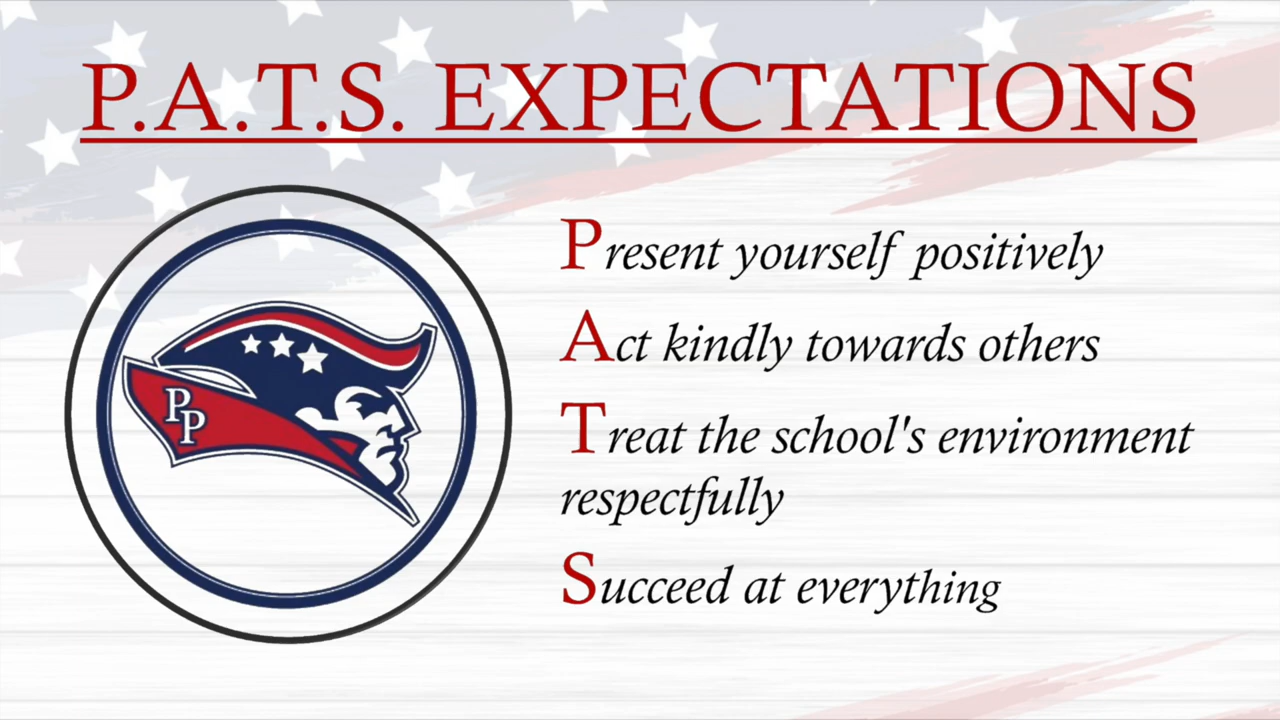 P.A.T.S. EXPECTATIONS
PP
Present yourself positively
Act kindly towards others
Treat the school's environment
respectfully
Succeed at everything